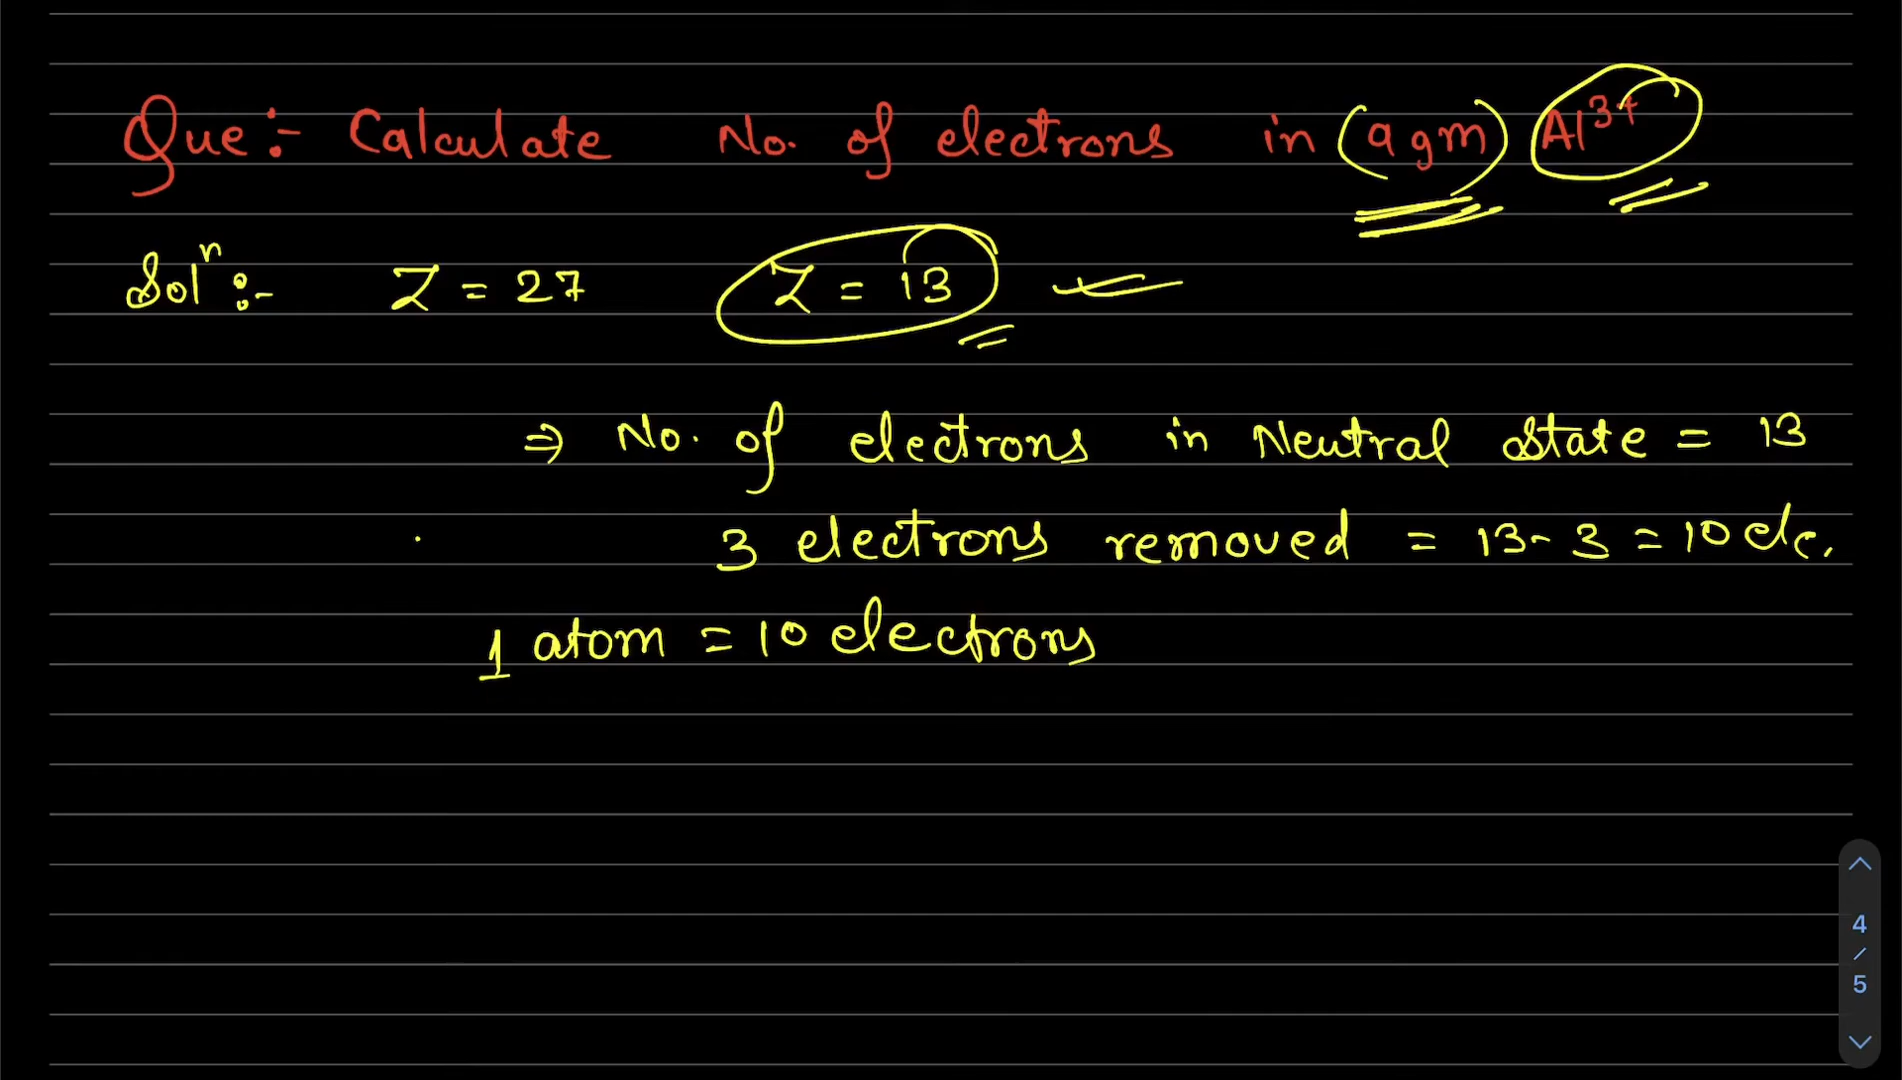 Que:- Calculate No. of electrons in (9 gm) Al³⁺
Solⁿ:- Z = 27 Z = 13
⇒ No. of electrons in Neutral State = 13
3 electrons removed = 13-3 = 10 ele.
1 atom = 10 electrons
4
/
5